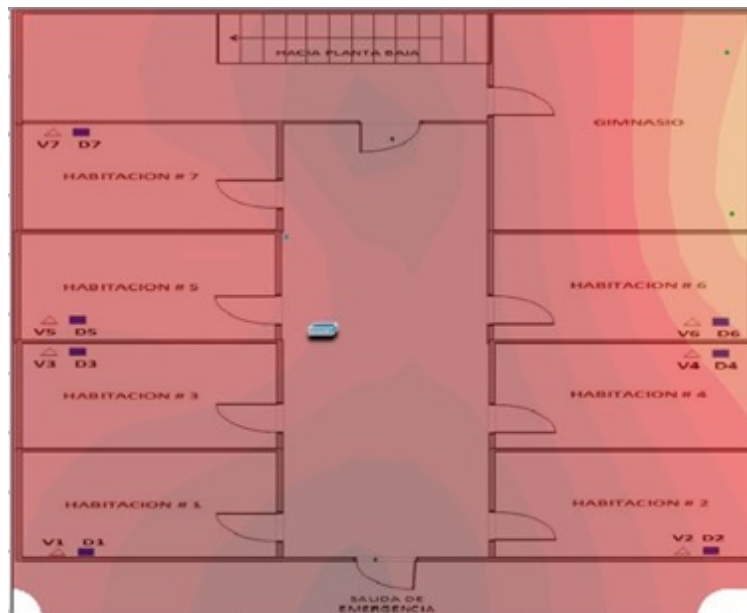 HACIA PLANTA BAJA
GIMNASIO
V7 D7
HABITACION # 7
HABITACION # 5
HABITACION # 6
V5 D5
V6 D6
V3 D3
V4 D4
HABITACION # 3
HABITACION # 4
HABITACION # 1
HABITACION # 2
V1 D1
V2 D2
SALIDA DE
EMERGENCIA